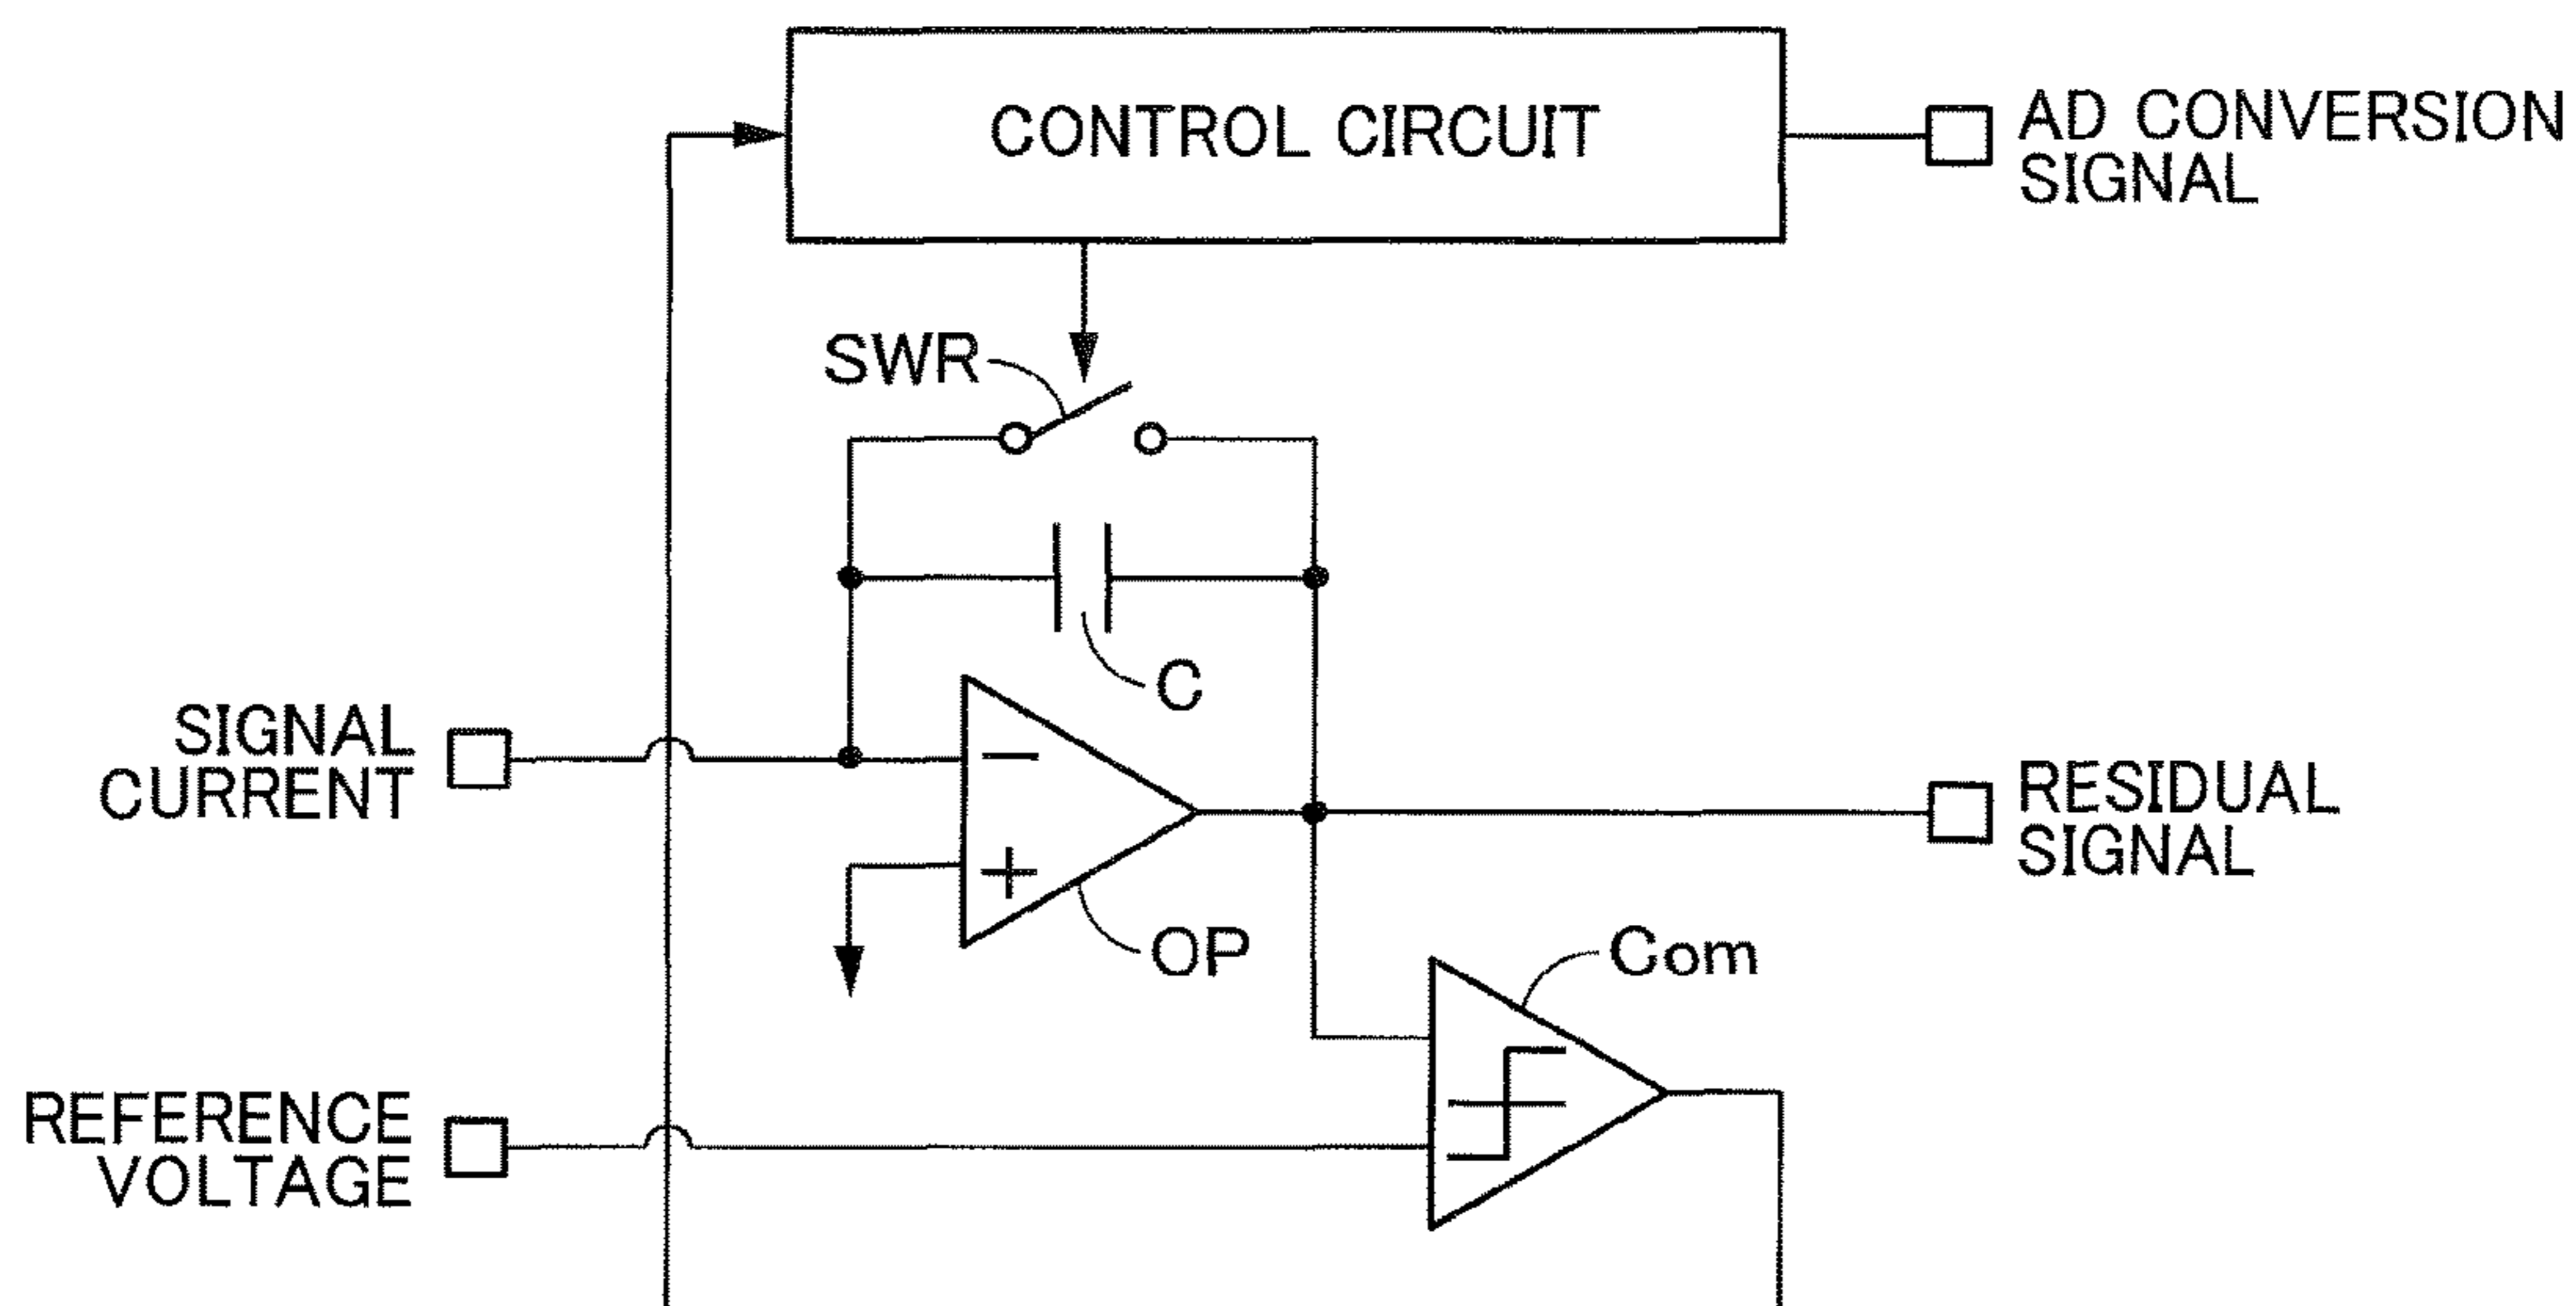 CONTROL CIRCUIT
AD CONVERSION
SIGNAL
SWR
C
SIGNAL
CURRENT
−
+
OP
RESIDUAL
SIGNAL
Com
REFERENCE
VOLTAGE